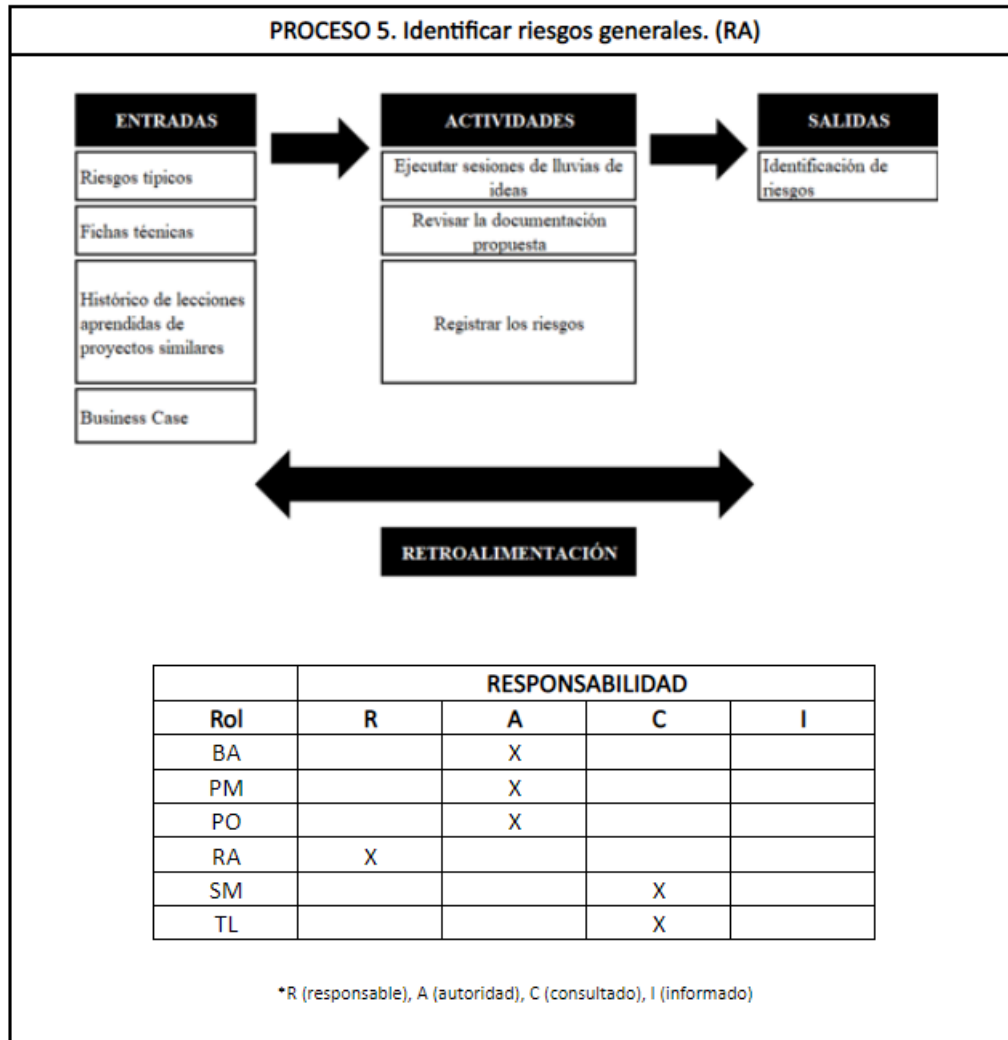 PROCESO 5. Identificar riesgos generales. (RA)
ENTRADAS
ACTIVIDADES
SALIDAS
Riesgos típicos
Ejecutar sesiones de lluvias de
ideas
Identificación de
riesgos
Fichas técnicas
Revisar la documentación
propuesta
Histórico de lecciones
aprendidas de
proyectos similares
Registrar los riesgos
Business Case
RETROALIMENTACIÓN
RESPONSABILIDAD
Rol R A C I
BA X
PM X
PO X
RA X
SM X
TL X
*R (responsable), A (autoridad), C (consultado), I (informado)